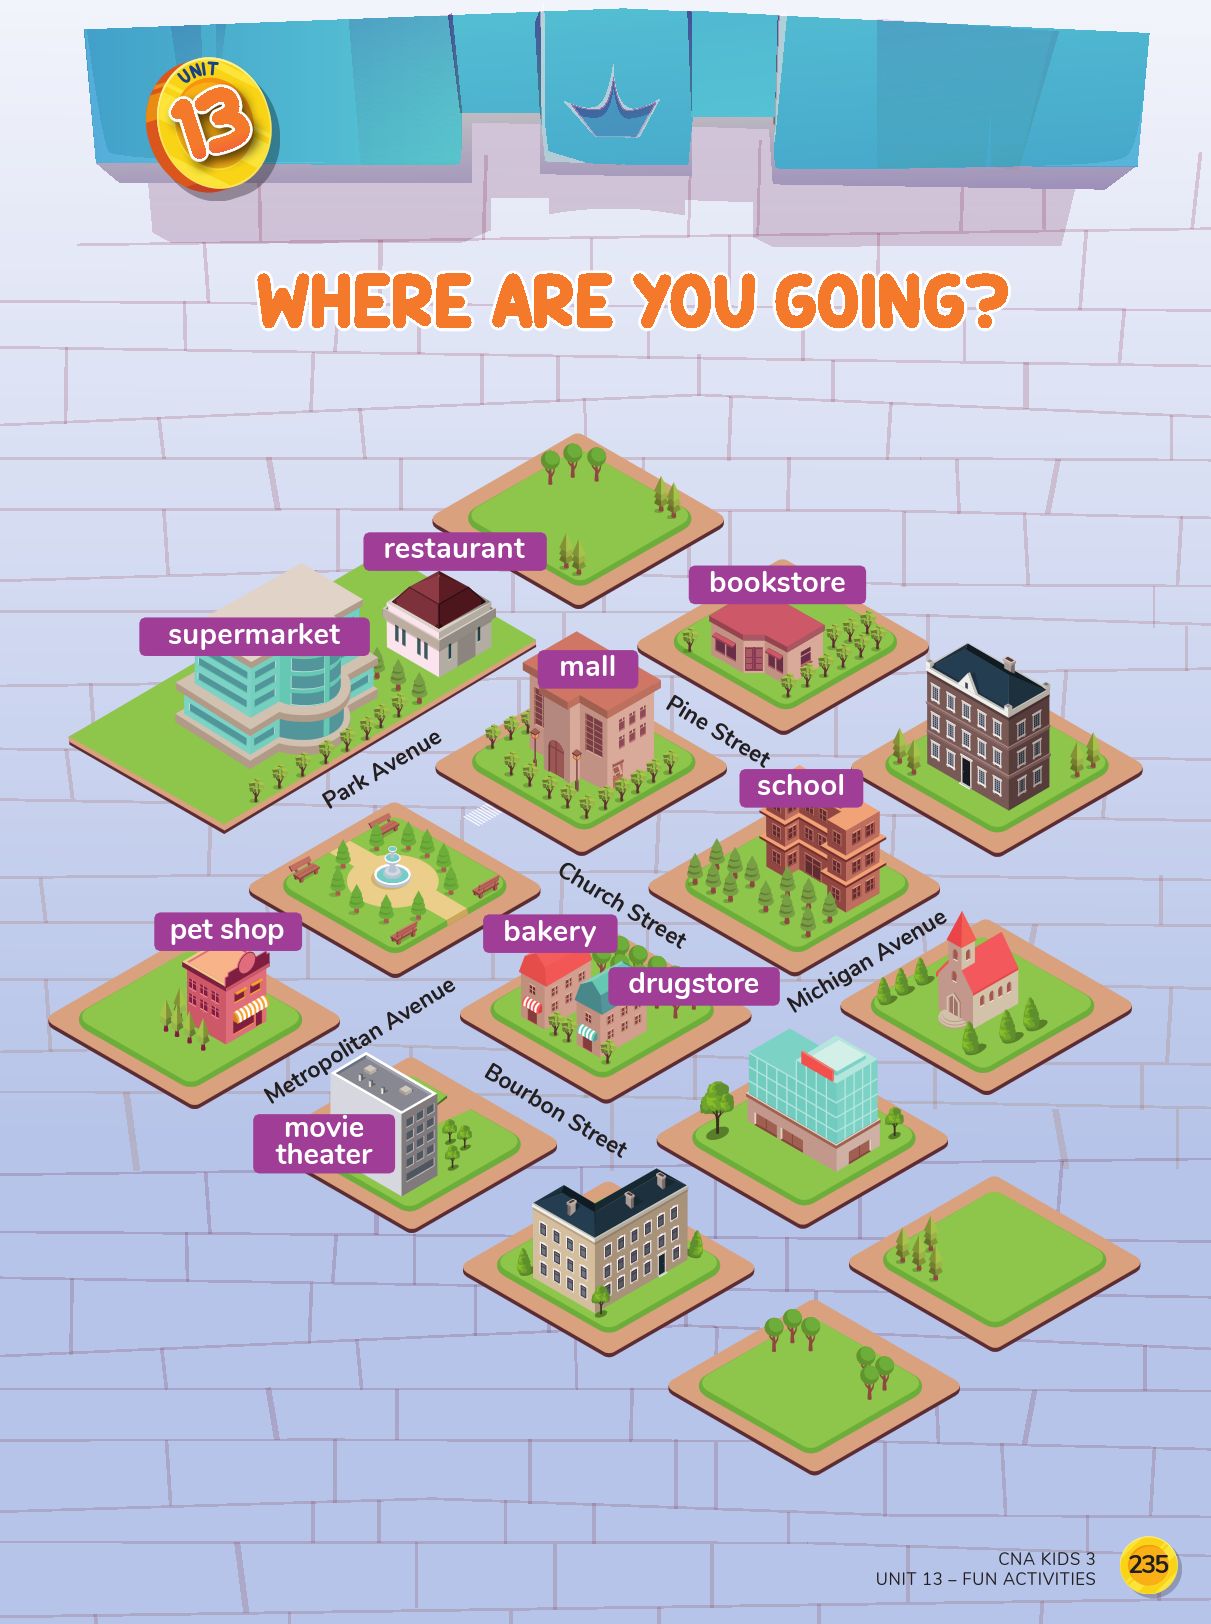 UNIT
13
WHERE ARE YOU GOING?
restaurant
bookstore
supermarket
mall
Pine Street
Park Avenue
school
Church Street
pet shop
bakery
Michigan Avenue
drugstore
Metropolitan Avenue
Bourbon Street
movie
theater
CNA KIDS 3
UNIT 13 – FUN ACTIVITIES
235